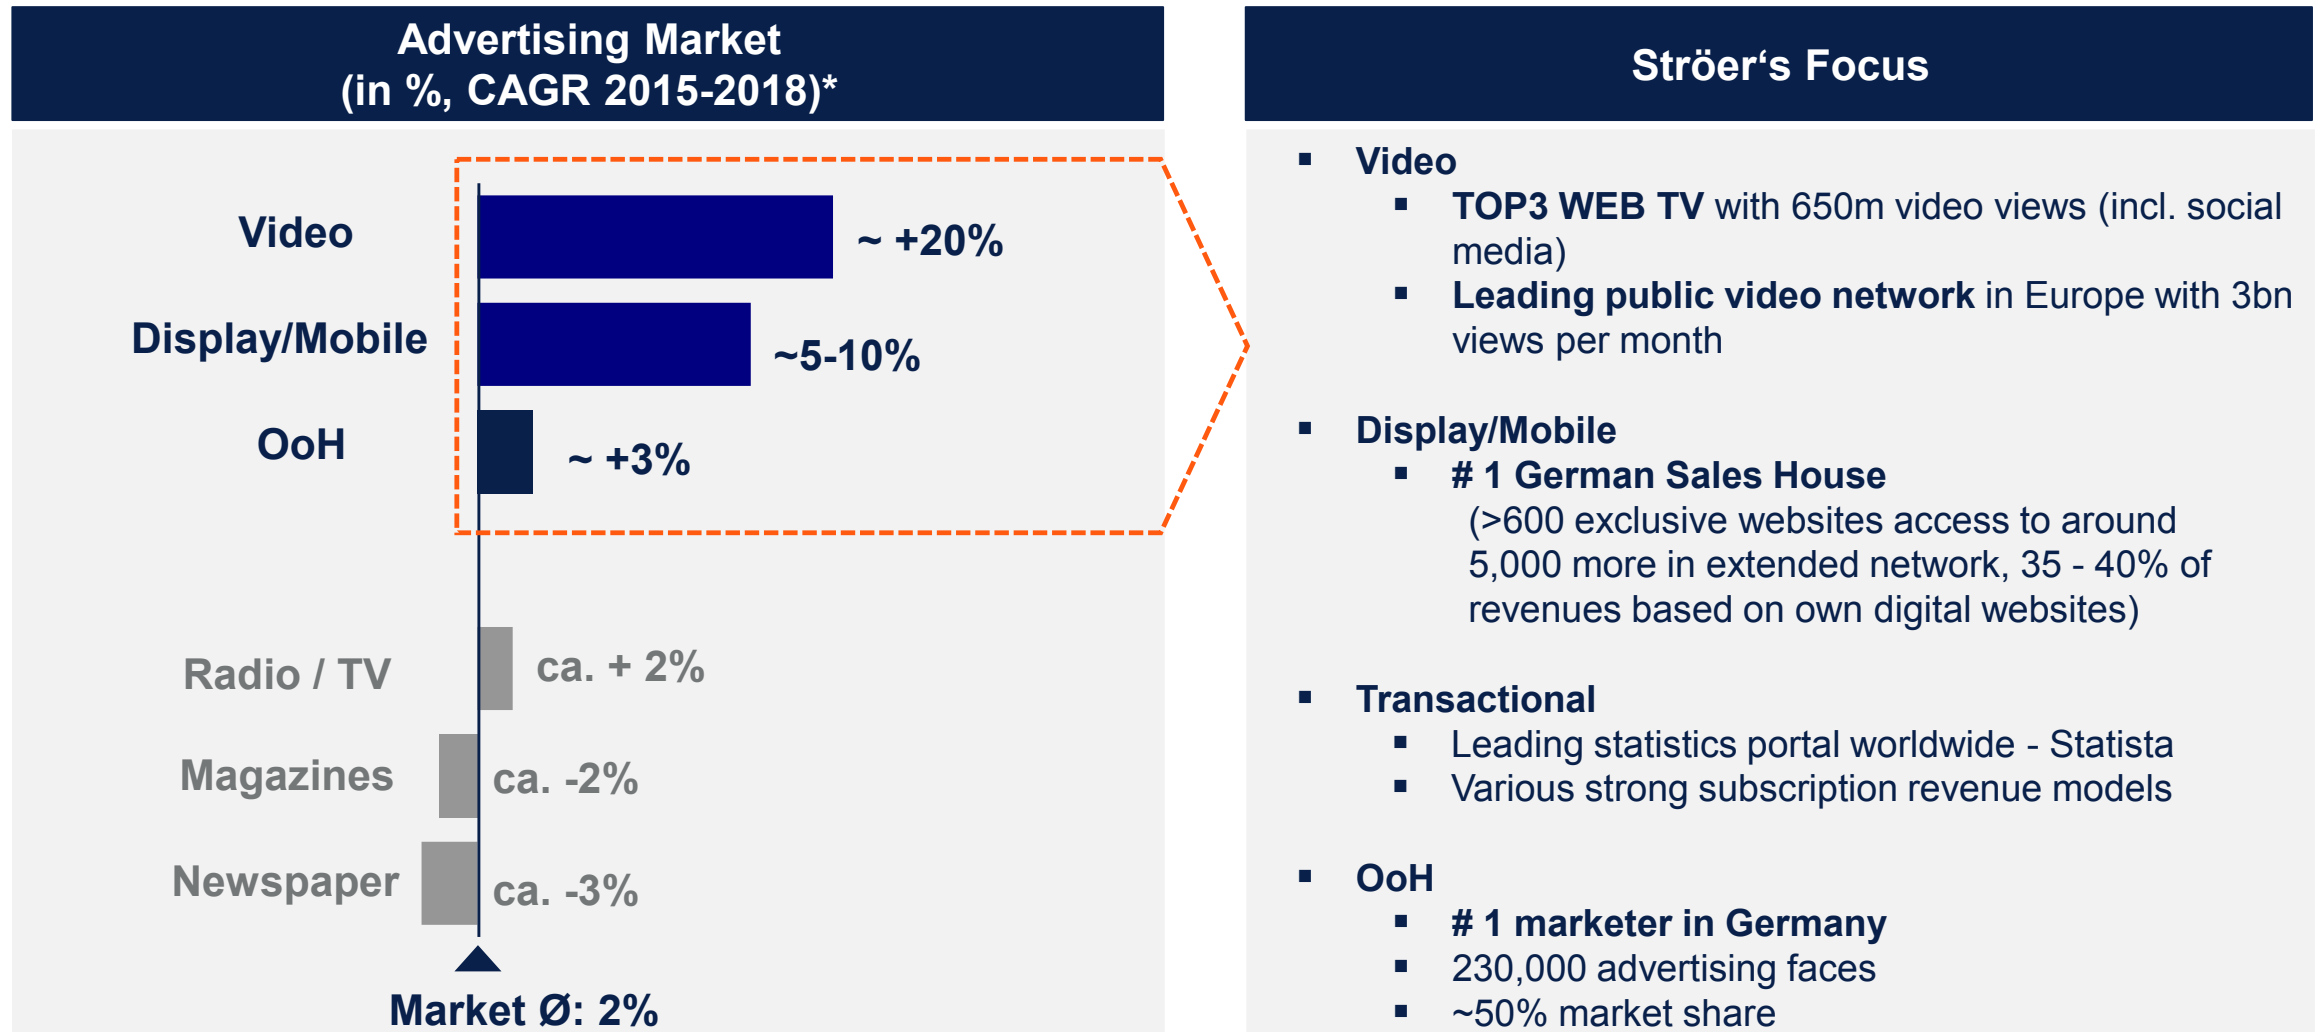 Advertising Market
(in %, CAGR 2015-2018)*
Video
~ +20%
Display/Mobile
~5-10%
OoH
~ +3%
Radio / TV
ca. + 2%
Magazines
ca. -2%
Newspaper
ca. -3%
Market Ø: 2%
Ströer‘s Focus
▪ Video
▪ TOP3 WEB TV with 650m video views (incl. social
media)
▪ Leading public video network in Europe with 3bn
views per month
▪ Display/Mobile
▪ # 1 German Sales House
(>600 exclusive websites access to around
5,000 more in extended network, 35 - 40% of
revenues based on own digital websites)
▪ Transactional
▪ Leading statistics portal worldwide - Statista
▪ Various strong subscription revenue models
▪ OoH
▪ # 1 marketer in Germany
▪ 230,000 advertising faces
▪ ~50% market share